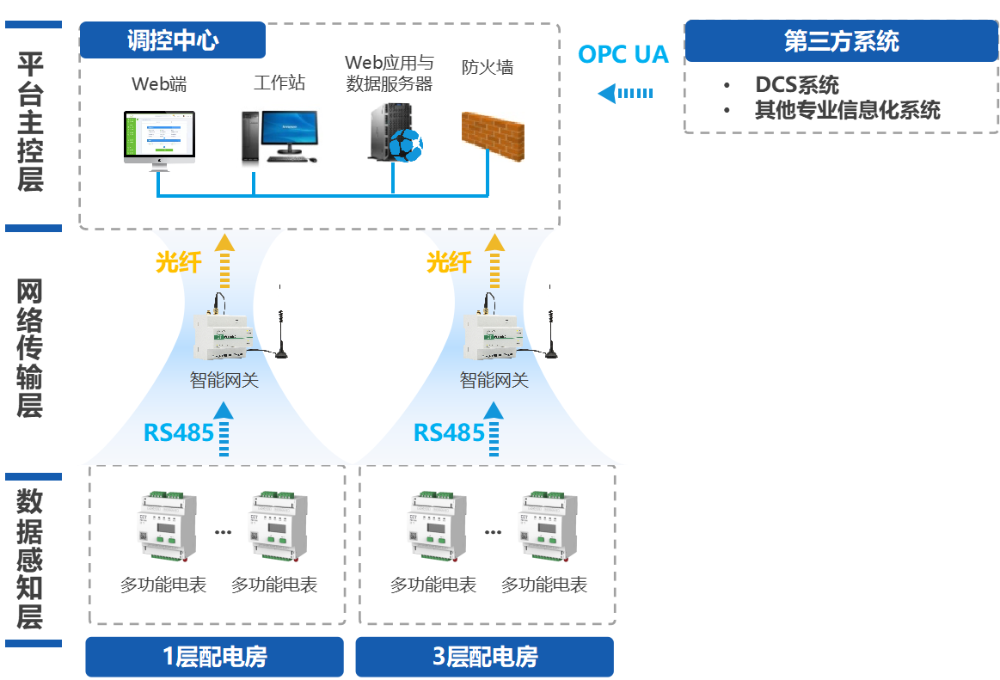 平台主控层
调控中心
Web端
工作站
Web应用与
数据服务器
防火墙
OPC UA
第三方系统
• DCS系统
• 其他专业信息化系统
网络传输层
光纤
光纤
智能网关
智能网关
RS485
RS485
数据感知层
CET
CET
CET
CET
...
...
多功能电表
多功能电表
多功能电表
多功能电表
1层配电房
3层配电房